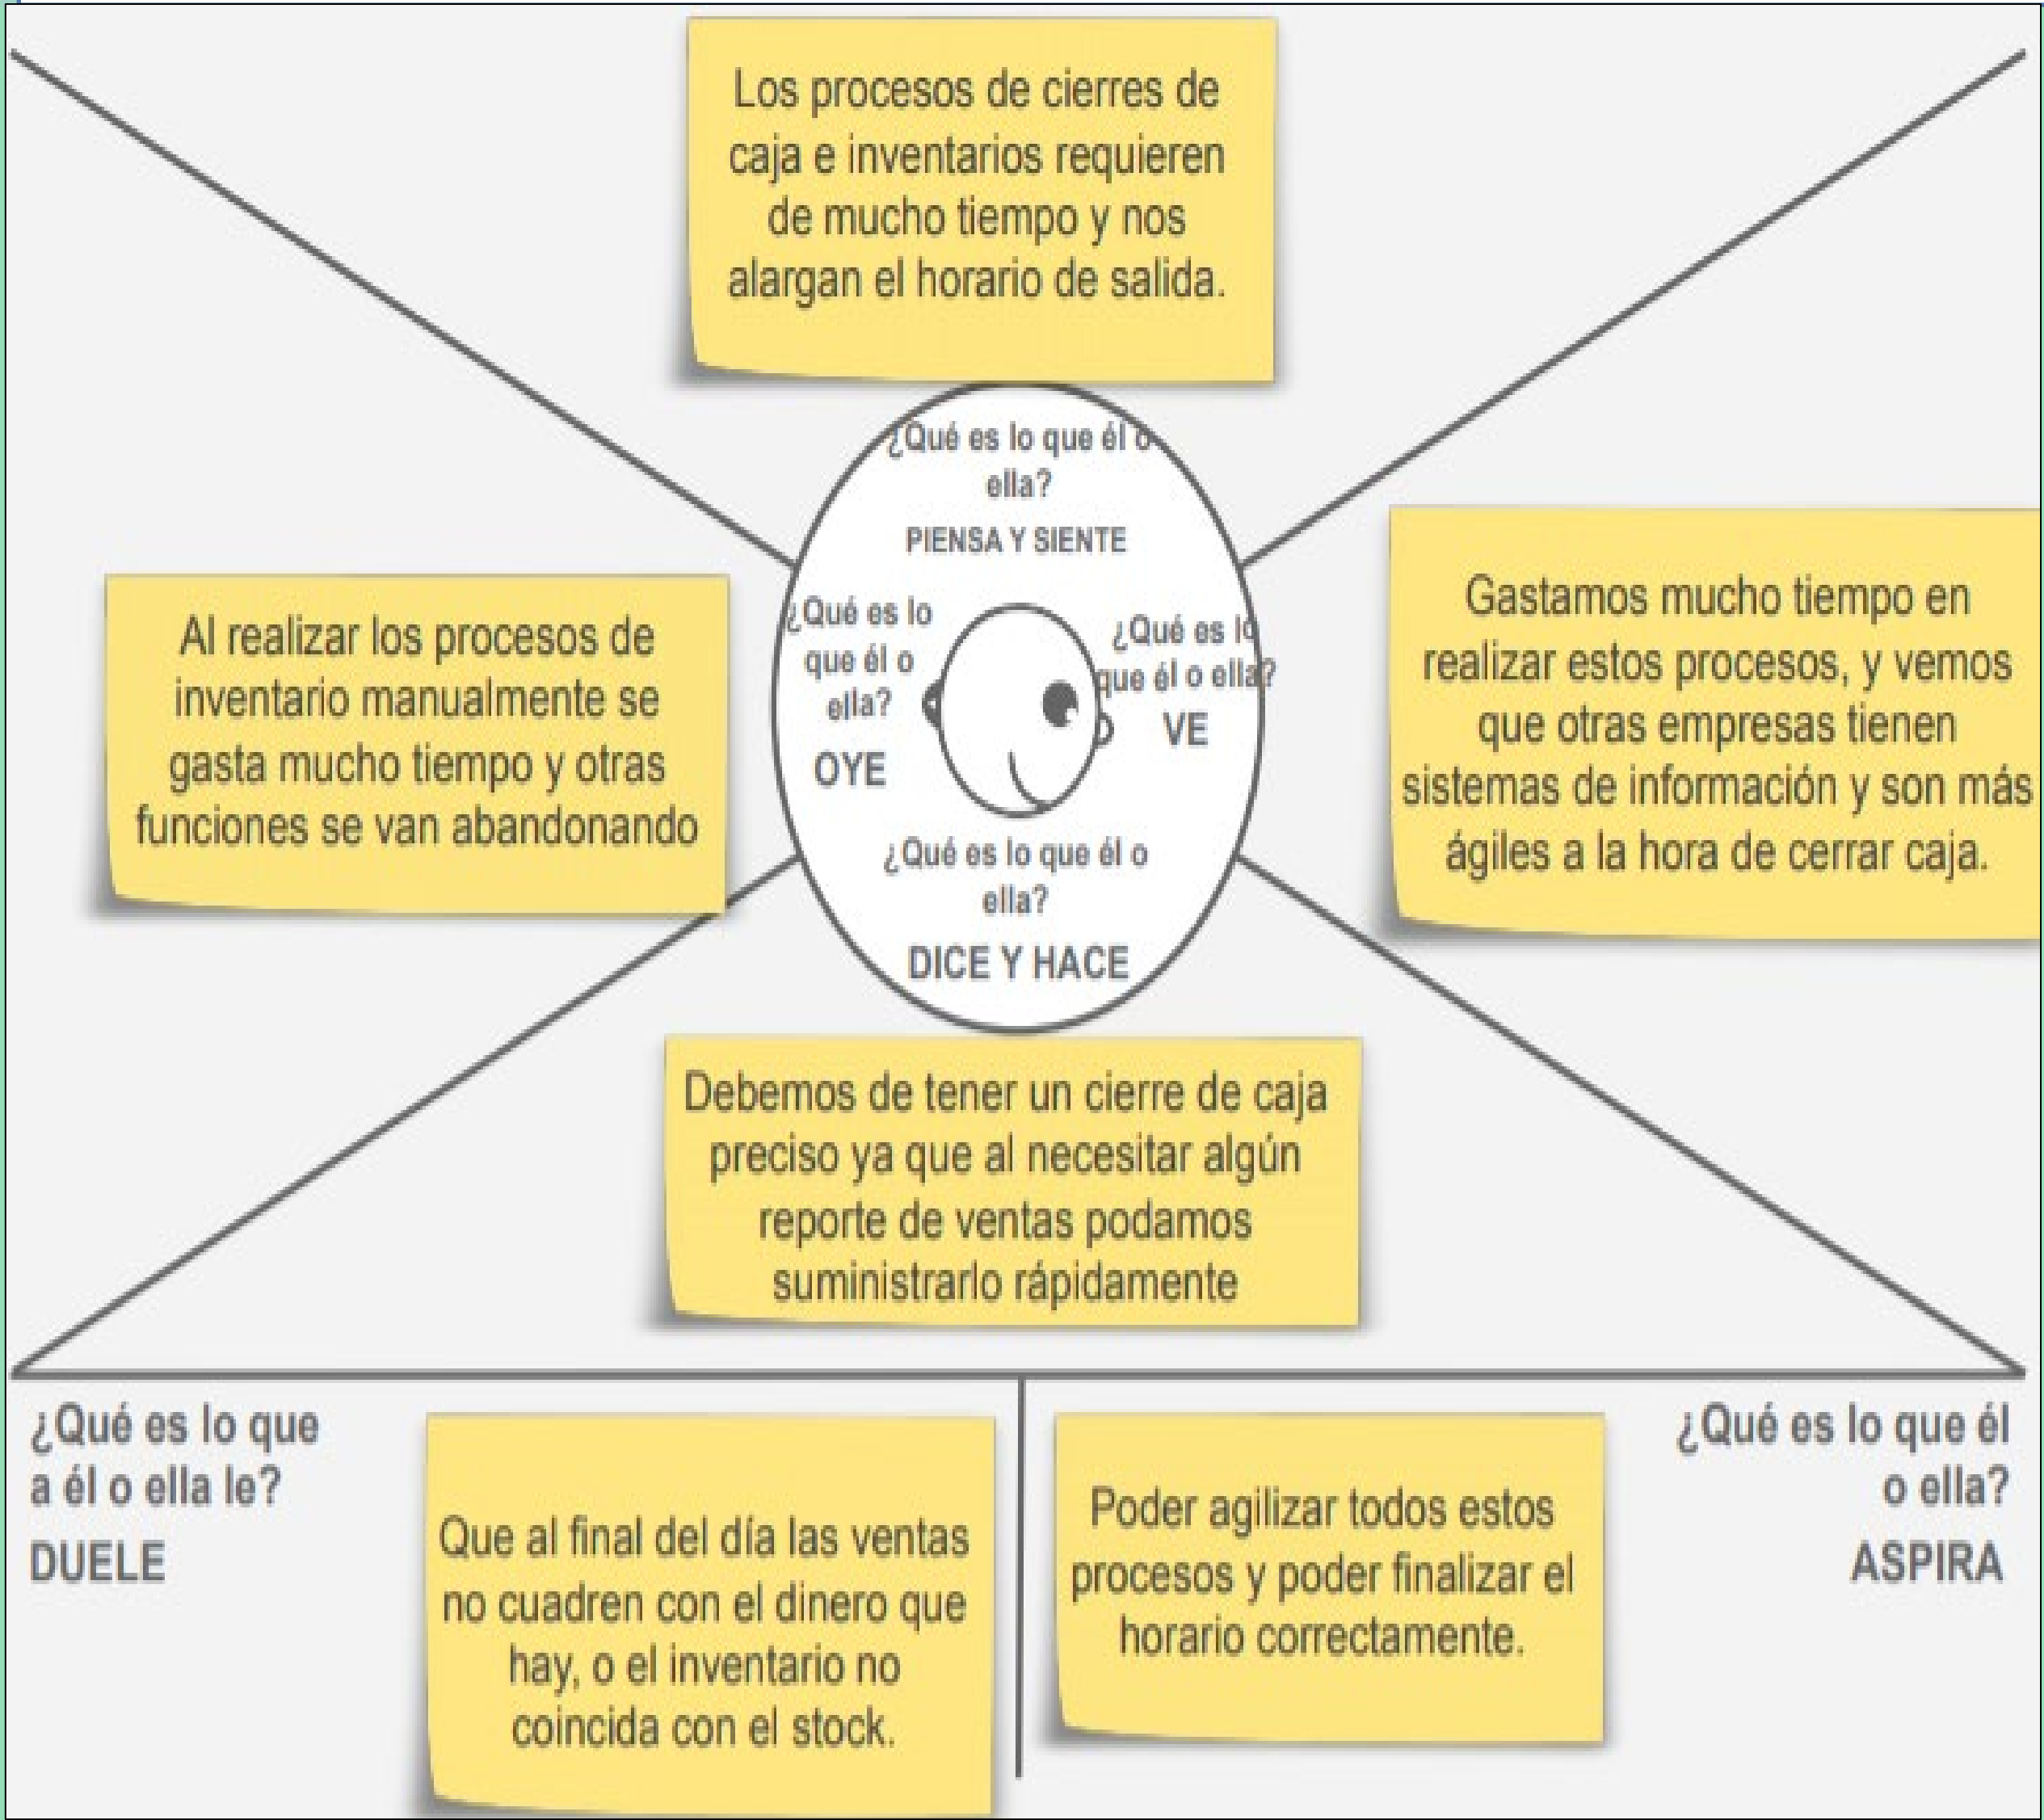 Los procesos de cierres de
caja e inventarios requieren
de mucho tiempo y nos
alargan el horario de salida.
¿Qué es lo que él o
ella?
PIENSA Y SIENTE
Al realizar los procesos de
inventario manualmente se
gasta mucho tiempo y otras
funciones se van abandonando
¿Qué es lo
que él o
ella?
OYE
¿Qué es lo
que él o ella?
VE
Gastamos mucho tiempo en
realizar estos procesos, y vemos
que otras empresas tienen
sistemas de información y son más
ágiles a la hora de cerrar caja.
¿Qué es lo que él o
ella?
DICE Y HACE
Debemos de tener un cierre de caja
preciso ya que al necesitar algún
reporte de ventas podamos
suministrarlo rápidamente
¿Qué es lo que
a él o ella le?
DUELE
Que al final del día las ventas
no cuadren con el dinero que
hay, o el inventario no
coincida con el stock.
Poder agilizar todos estos
procesos y poder finalizar el
horario correctamente.
¿Qué es lo que él
o ella?
ASPIRA